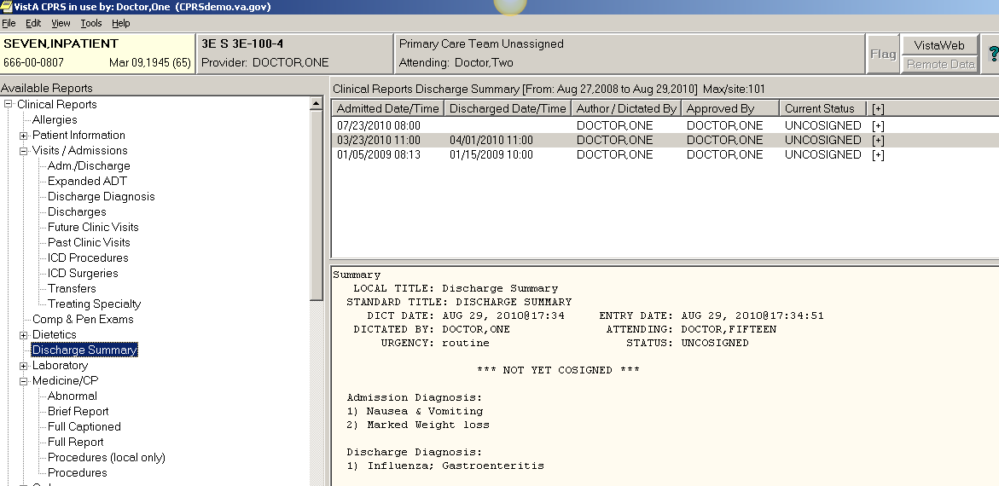 VistA CPRS in use by: Doctor,One (CPRSdemo.va.gov)
File Edit View Tools Help
SEVEN,INPATIENT
666-00-0807 Mar 09,1945 (65)
3E S 3E-100-4
Provider: DOCTOR,ONE
Primary Care Team Unassigned
Attending: Doctor,Two
Flag
VistaWeb
Remote Data
?
Available Reports
Clinical Reports
Allergies
Patient Information
Visits / Admissions
Adm./Discharge
Expanded ADT
Discharge Diagnosis
Discharges
Future Clinic Visits
Past Clinic Visits
ICD Procedures
ICD Surgeries
Transfers
Treating Specialty
Comp & Pen Exams
Dietetics
Discharge Summary
Laboratory
Medicine/CP
Abnormal
Brief Report
Full Captioned
Full Report
Procedures (local only)
Procedures
Clinical Reports Discharge Summary [From: Aug 27,2008 to Aug 29,2010] Max/site:101
Admitted Date/Time Discharged Date/Time Author / Dictated By Approved By Current Status [+]
07/23/2010 08:00 DOCTOR,ONE DOCTOR,ONE UNCOSIGNED [+]
03/23/2010 11:00 04/01/2010 11:00 DOCTOR,ONE DOCTOR,ONE UNCOSIGNED [+]
01/05/2009 08:13 01/15/2009 10:00 DOCTOR,ONE DOCTOR,ONE UNCOSIGNED [+]
Summary
LOCAL TITLE: Discharge Summary
STANDARD TITLE: DISCHARGE SUMMARY
DICT DATE: AUG 29, 2010@17:34 ENTRY DATE: AUG 29, 2010@17:34:51
DICTATED BY: DOCTOR,ONE ATTENDING: DOCTOR,FIFTEEN
URGENCY: routine STATUS: UNCOSIGNED
*** NOT YET COSIGNED ***
Admission Diagnosis:
1) Nausea & Vomiting
2) Marked Weight loss
Discharge Diagnosis:
1) Influenza; Gastroenteritis